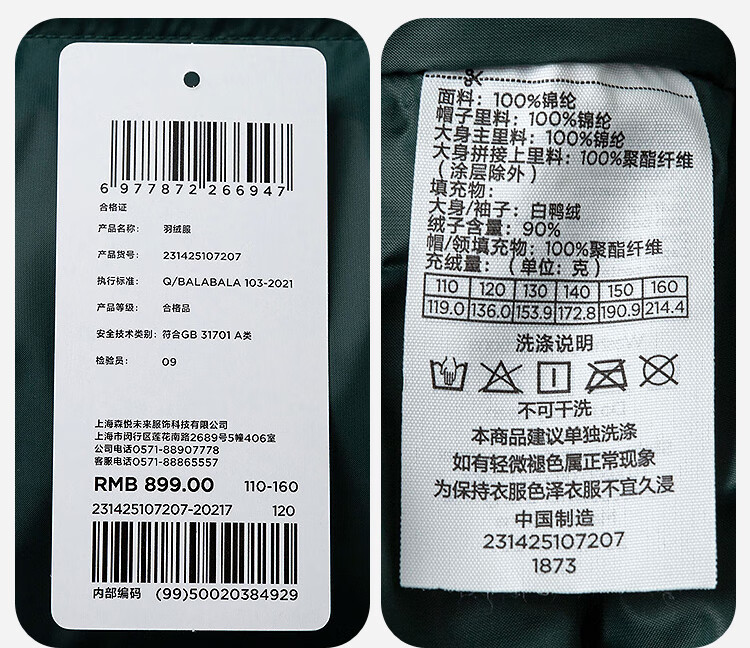 6 977872 266947
合格证
产品名称: 羽绒服
产品货号: 231425107207
执行标准: Q/BALABALA 103-2021
产品等级: 合格品
安全技术类别: 符合GB 31701 A类
检验员: 09
上海森悦未来服饰科技有限公司
上海市闵行区莲花南路2689号5幢406室
公司电话0571-88907778
客服电话0571-88865557
RMB 899.00 110-160
231425107207-20217 120
内部编码 (99)50020384929
面料：100%锦纶
帽子里料：100%锦纶
大身主里料：100%锦纶
大身拼接上里料：100%聚酯纤维
（涂层除外）
填充物：
大身/袖子：白鸭绒
绒子含量：90%
帽/领填充物：100%聚酯纤维
充绒量：（单位：克）
110 120 130 140 150 160
119.0 136.0 153.9 172.8 190.9 214.4
洗涤说明
不可干洗
本商品建议单独洗涤
如有轻微褪色属正常现象
为保持衣服色泽衣服不宜久浸
中国制造
231425107207
1873